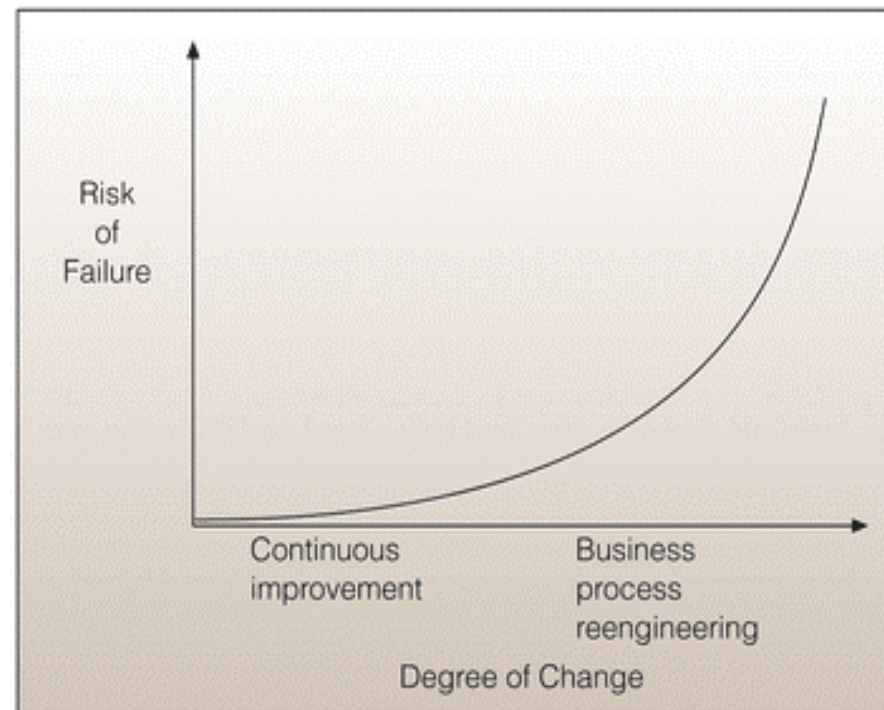 Risk
of
Failure
Continuous
improvement
Business
process
reengineering
Degree of Change